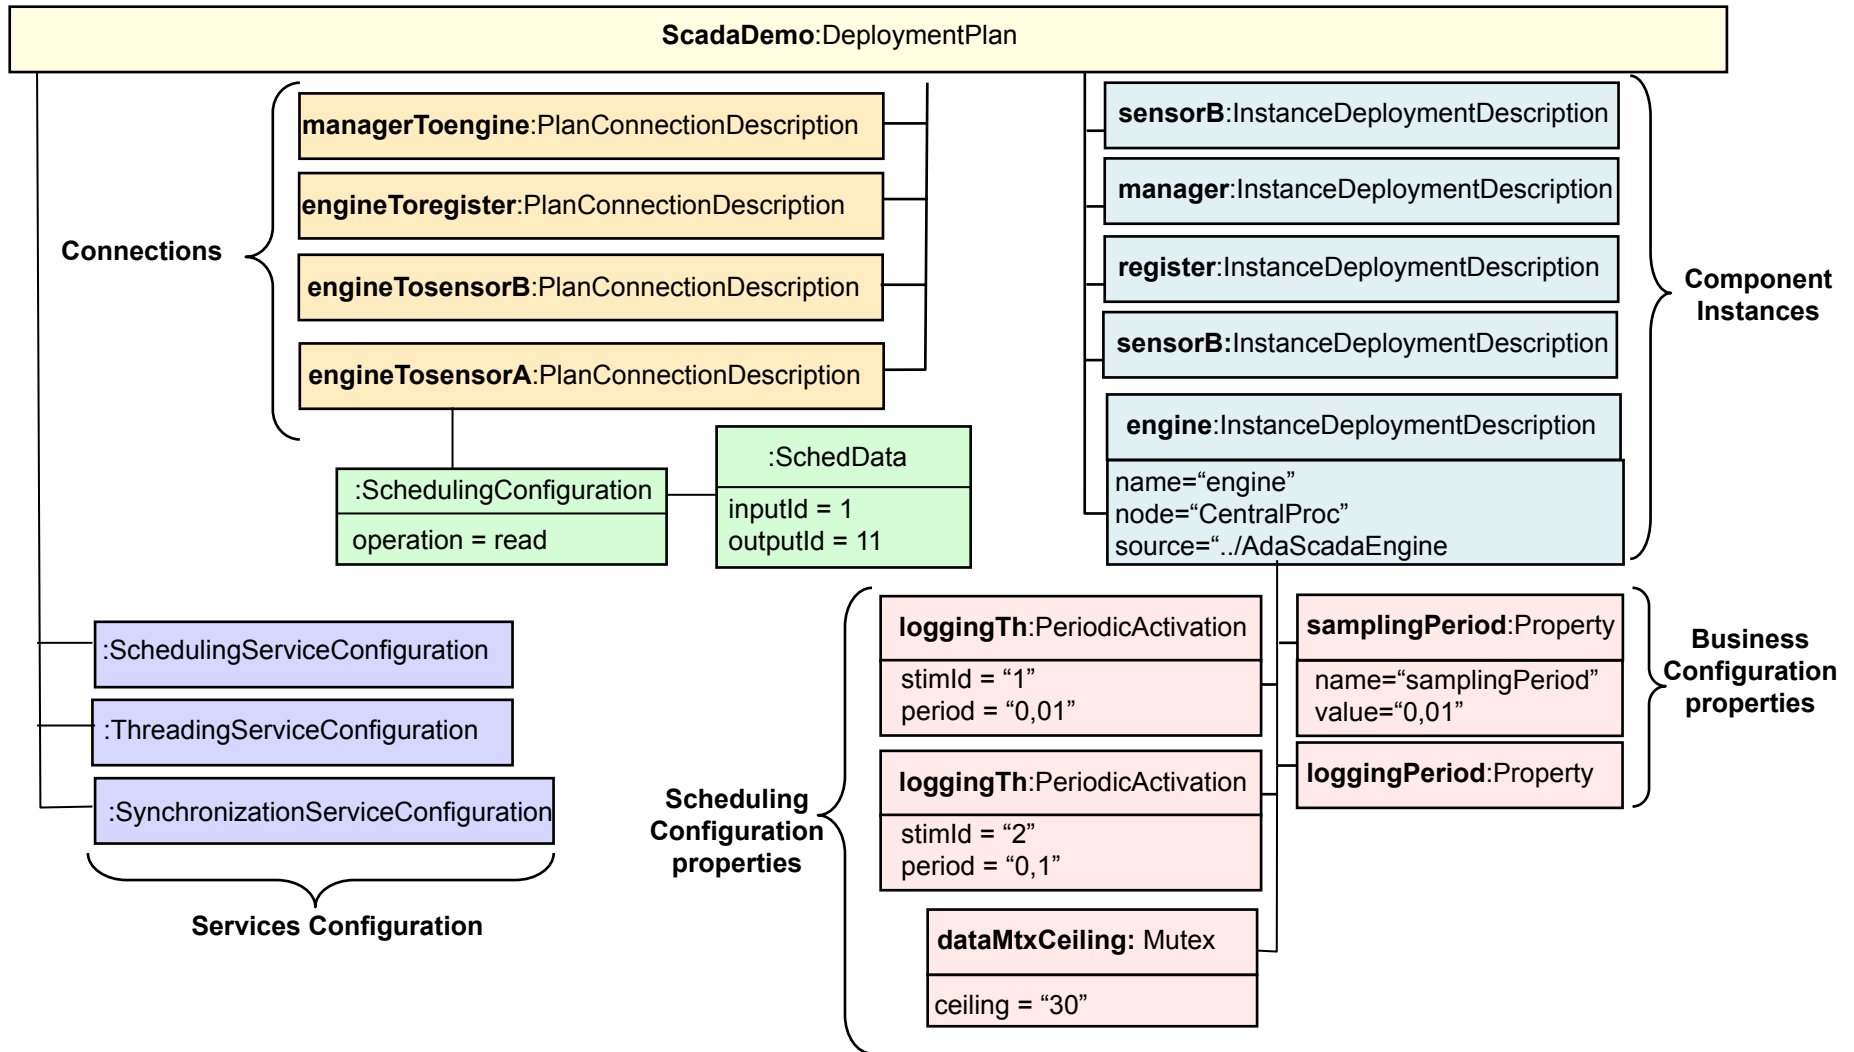 ScadaDemo:DeploymentPlan
Connections
managerToengine:PlanConnectionDescription
engineToregister:PlanConnectionDescription
engineTosensorB:PlanConnectionDescription
engineTosensorA:PlanConnectionDescription
:SchedulingConfiguration
operation = read
:SchedData
inputId = 1
outputId = 11
sensorB:InstanceDeploymentDescription
manager:InstanceDeploymentDescription
register:InstanceDeploymentDescription
sensorB:InstanceDeploymentDescription
engine:InstanceDeploymentDescription
name=“engine”
node=“CentralProc”
source=“../AdaScadaEngine
Component
Instances
:SchedulingServiceConfiguration
:ThreadingServiceConfiguration
:SynchronizationServiceConfiguration
Services Configuration
Scheduling
Configuration
properties
loggingTh:PeriodicActivation
stimId = “1”
period = “0,01”
loggingTh:PeriodicActivation
stimId = “2”
period = “0,1”
dataMtxCeiling: Mutex
ceiling = “30”
samplingPeriod:Property
name=“samplingPeriod”
value=“0,01”
loggingPeriod:Property
Business
Configuration
properties